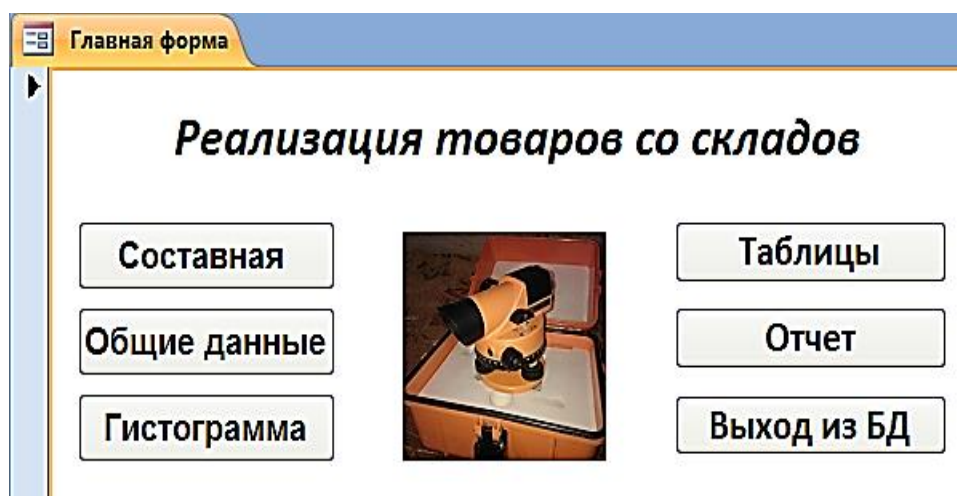 Главная форма
Реализация товаров со складов
Составная
Общие данные
Гистограмма
Таблицы
Отчет
Выход из БД